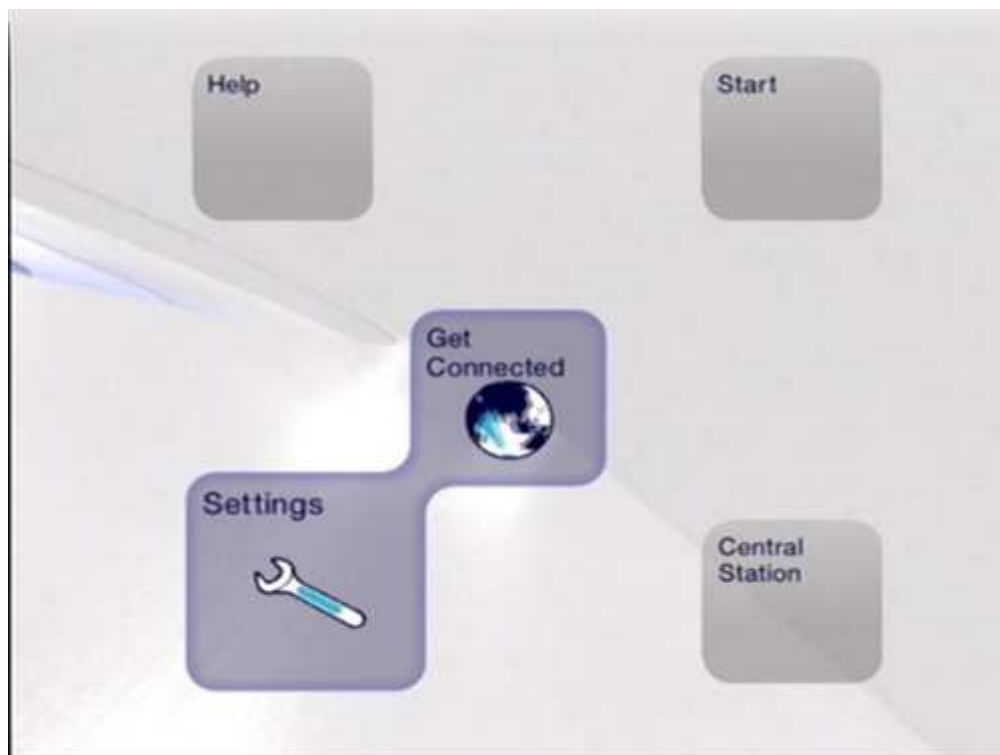 Help
Start
Get
Connected
Settings
Central
Station